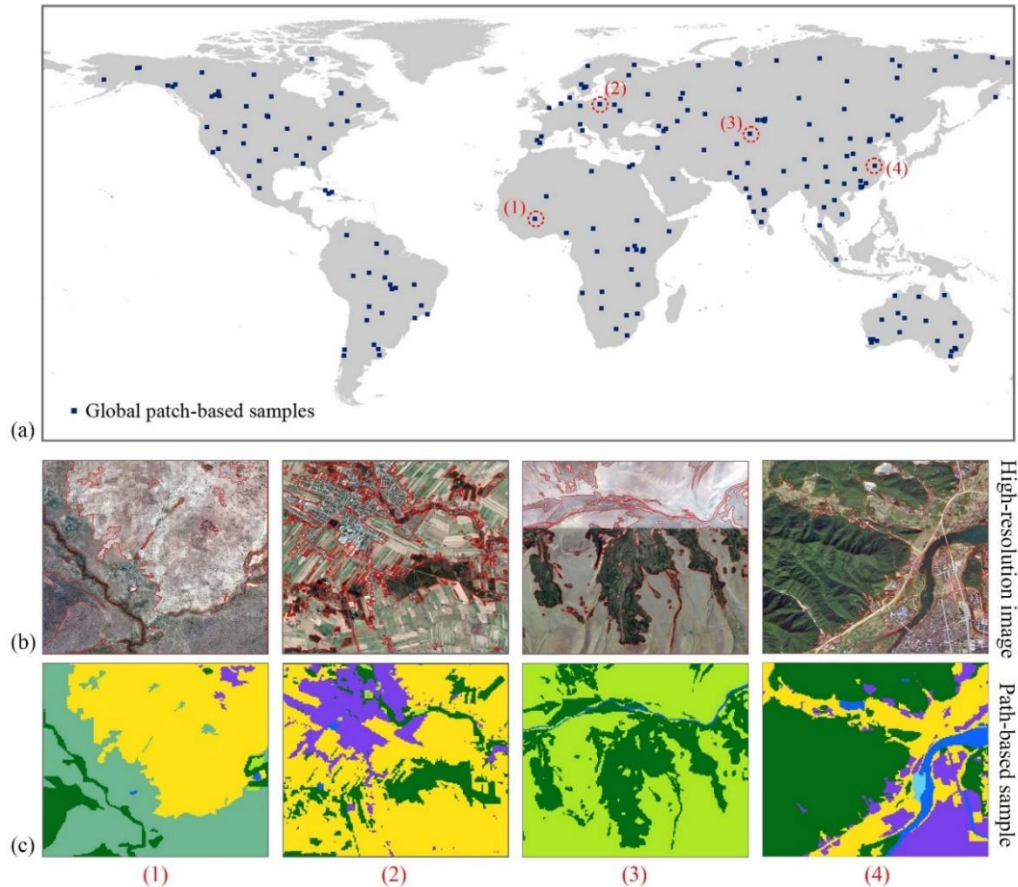 (2)
(3)
(4)
(1)
Global patch-based samples
(a)
High-resolution image
(b)
Path-based sample
(c)
(1) (2) (3) (4)